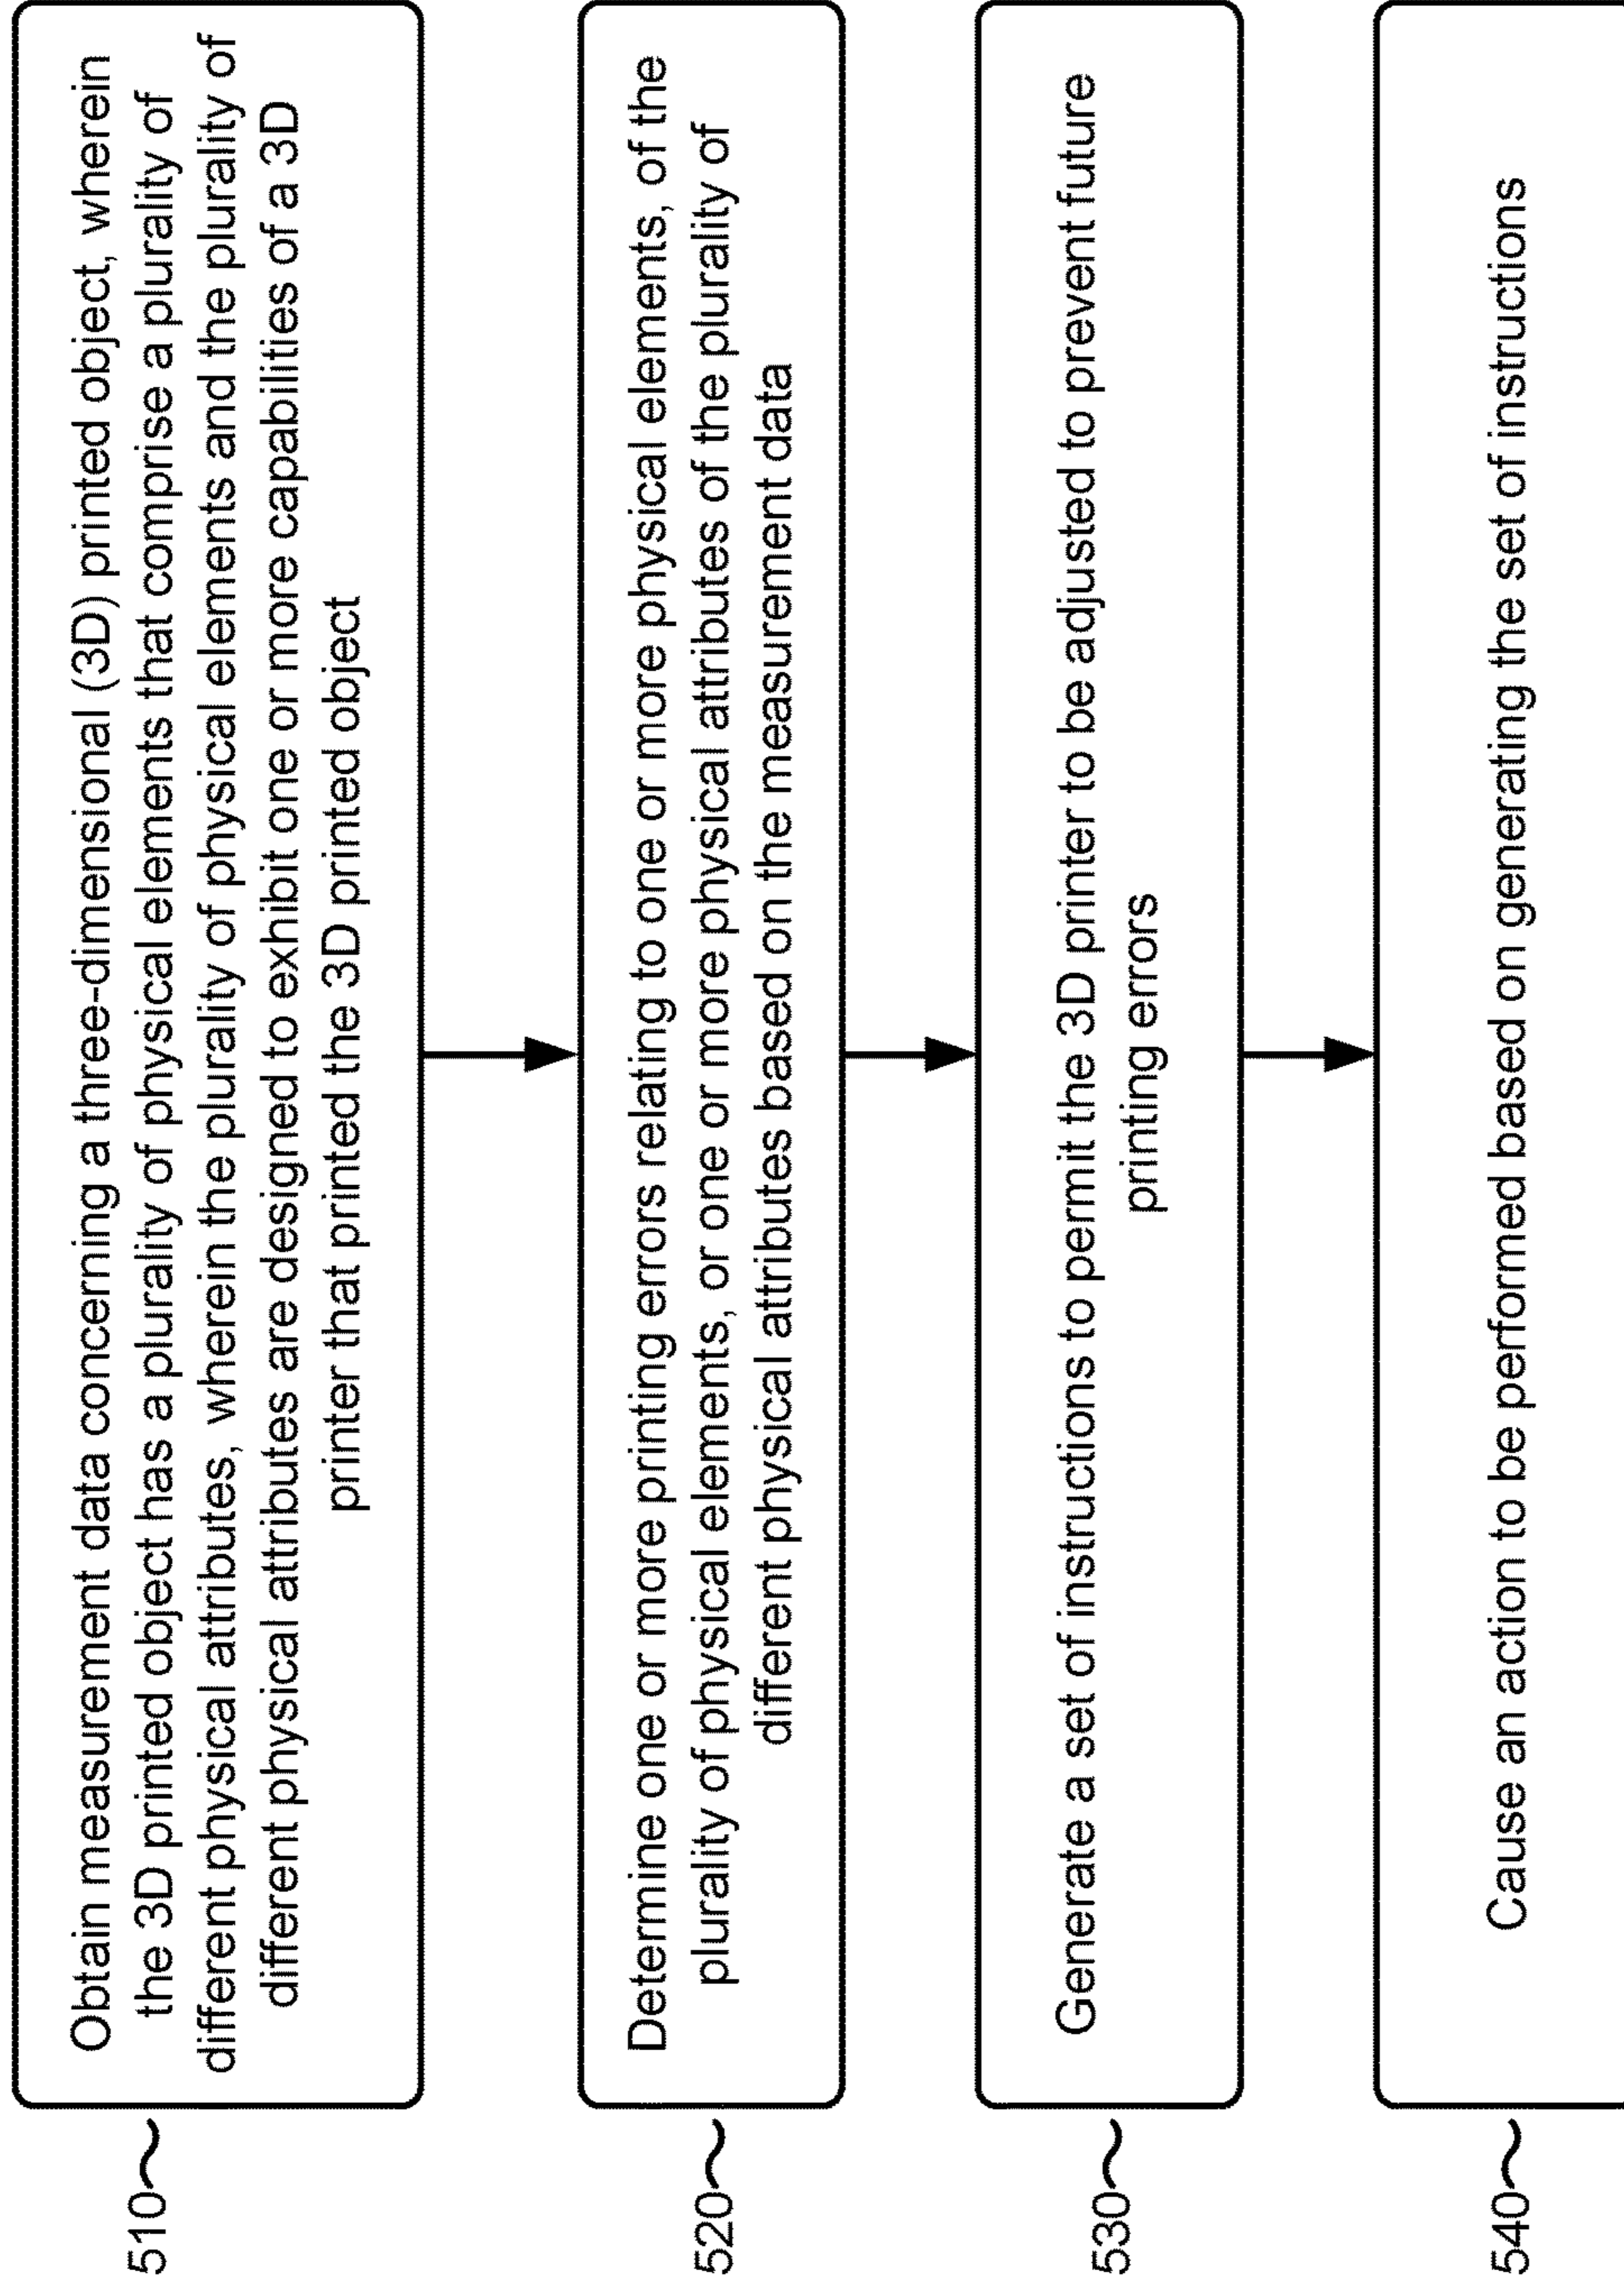 510
Obtain measurement data concerning a three-dimensional (3D) printed object, wherein
the 3D printed object has a plurality of physical elements that comprise a plurality of
different physical attributes, wherein the plurality of physical elements and the plurality of
different physical attributes are designed to exhibit one or more capabilities of a 3D
printer that printed the 3D printed object
520
Determine one or more printing errors relating to one or more physical elements, of the
plurality of physical elements, or one or more physical attributes of the plurality of
different physical attributes based on the measurement data
530
Generate a set of instructions to permit the 3D printer to be adjusted to prevent future
printing errors
540
Cause an action to be performed based on generating the set of instructions